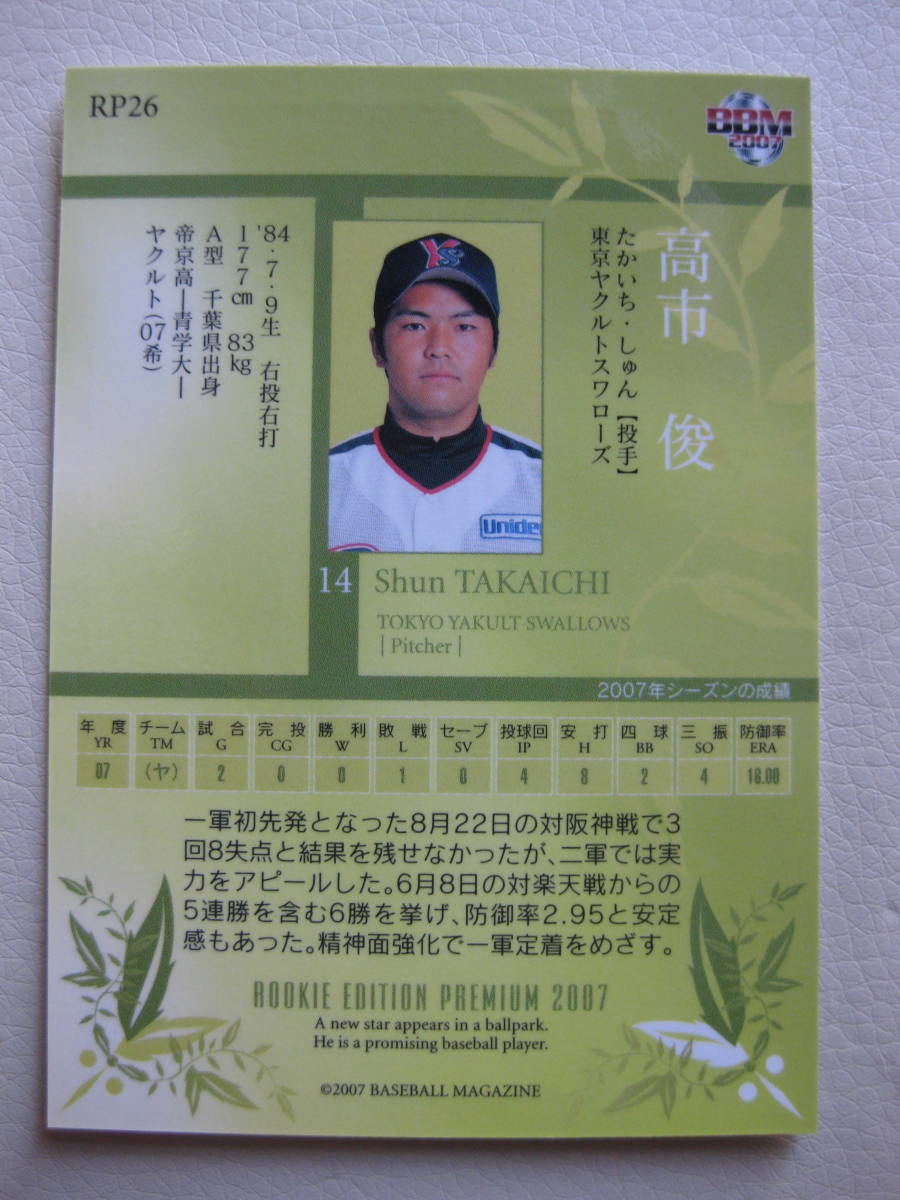 RP26
BBM
2007
高市 俊
たかいち・しゅん【投手】
東京ヤクルトスワローズ
'84・7・9生 右投右打
177㎝ 83㎏
A型 千葉県出身
帝京高―青学大―
ヤクルト(07希)
Ys
Unide
14 Shun TAKAICHI
TOKYO YAKULT SWALLOWS
| Pitcher |
2007年シーズンの成績
年度 チーム 試合 完投 勝利 敗戦 セーブ 投球回 安打 四球 三振 防御率
YR TM G CG W L SV IP H BB SO ERA
07 (ヤ) 2 0 0 1 0 4 8 2 4 18.00
一軍初先発となった8月22日の対阪神戦で3
回8失点と結果を残せなかったが、二軍では実
力をアピールした。6月8日の対楽天戦からの
5連勝を含む6勝を挙げ、防御率2.95と安定
感もあった。精神面強化で一軍定着をめざす。
ROOKIE EDITION PREMIUM 2007
A new star appears in a ballpark.
He is a promising baseball player.
©2007 BASEBALL MAGAZINE